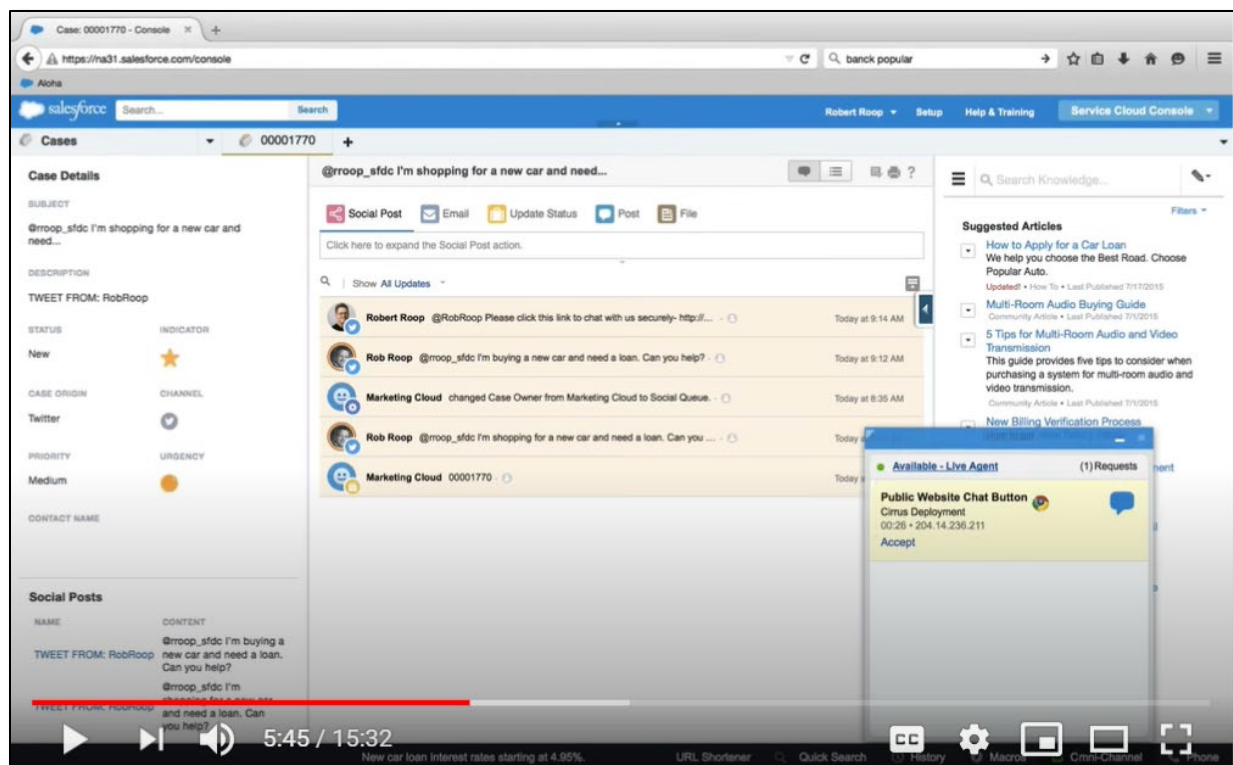 Case: 00001770 - Console
https://na31.salesforce.com/console
banck popular
Aloha
salesforce
Search...
Search
Robert Roop
Setup
Help & Training
Service Cloud Console
Cases
00001770
Case Details
SUBJECT
@rroop_sfdc I'm shopping for a new car and
need...
DESCRIPTION
TWEET FROM: RobRoop
STATUS
INDICATOR
New
CASE ORIGIN
CHANNEL
Twitter
PRIORITY
URGENCY
Medium
CONTACT NAME
Social Posts
NAME
CONTENT
TWEET FROM: RobRoop
@rroop_sfdc I'm buying a
new car and need a loan.
Can you help?
TWEET FROM: RobRoop
@rroop_sfdc I'm
shopping for a new car
and need a loan. Can
you help?
@rroop_sfdc I'm shopping for a new car and need...
Social Post
Email
Update Status
Post
File
Click here to expand the Social Post action.
Show All Updates
Robert Roop @RobRoop Please click this link to chat with us securely- http://...
Today at 9:14 AM
Rob Roop @rroop_sfdc I'm buying a new car and need a loan. Can you help?
Today at 9:12 AM
Marketing Cloud changed Case Owner from Marketing Cloud to Social Queue.
Today at 8:35 AM
Rob Roop @rroop_sfdc I'm shopping for a new car and need a loan. Can you ....
Today
Marketing Cloud 00001770
Today
Search Knowledge...
Filters
Suggested Articles
How to Apply for a Car Loan
We help you choose the Best Road. Choose
Popular Auto.
Updated! • How To • Last Published 7/17/2015
Multi-Room Audio Buying Guide
Community Article • Last Published 7/1/2015
5 Tips for Multi-Room Audio and Video
Transmission
This guide provides five tips to consider when
purchasing a system for multi-room audio and
video transmission.
Community Article • Last Published 7/1/2015
New Billing Verification Process
Available - Live Agent
(1) Requests
Public Website Chat Button
Cirrus Deployment
00:26 • 204.14.236.211
Accept
5:45 / 15:32
CC
New car loan interest rates starting at 4.95%.
URL Shortener
Quick Search
History
Macros
Omni-Channel
Phone